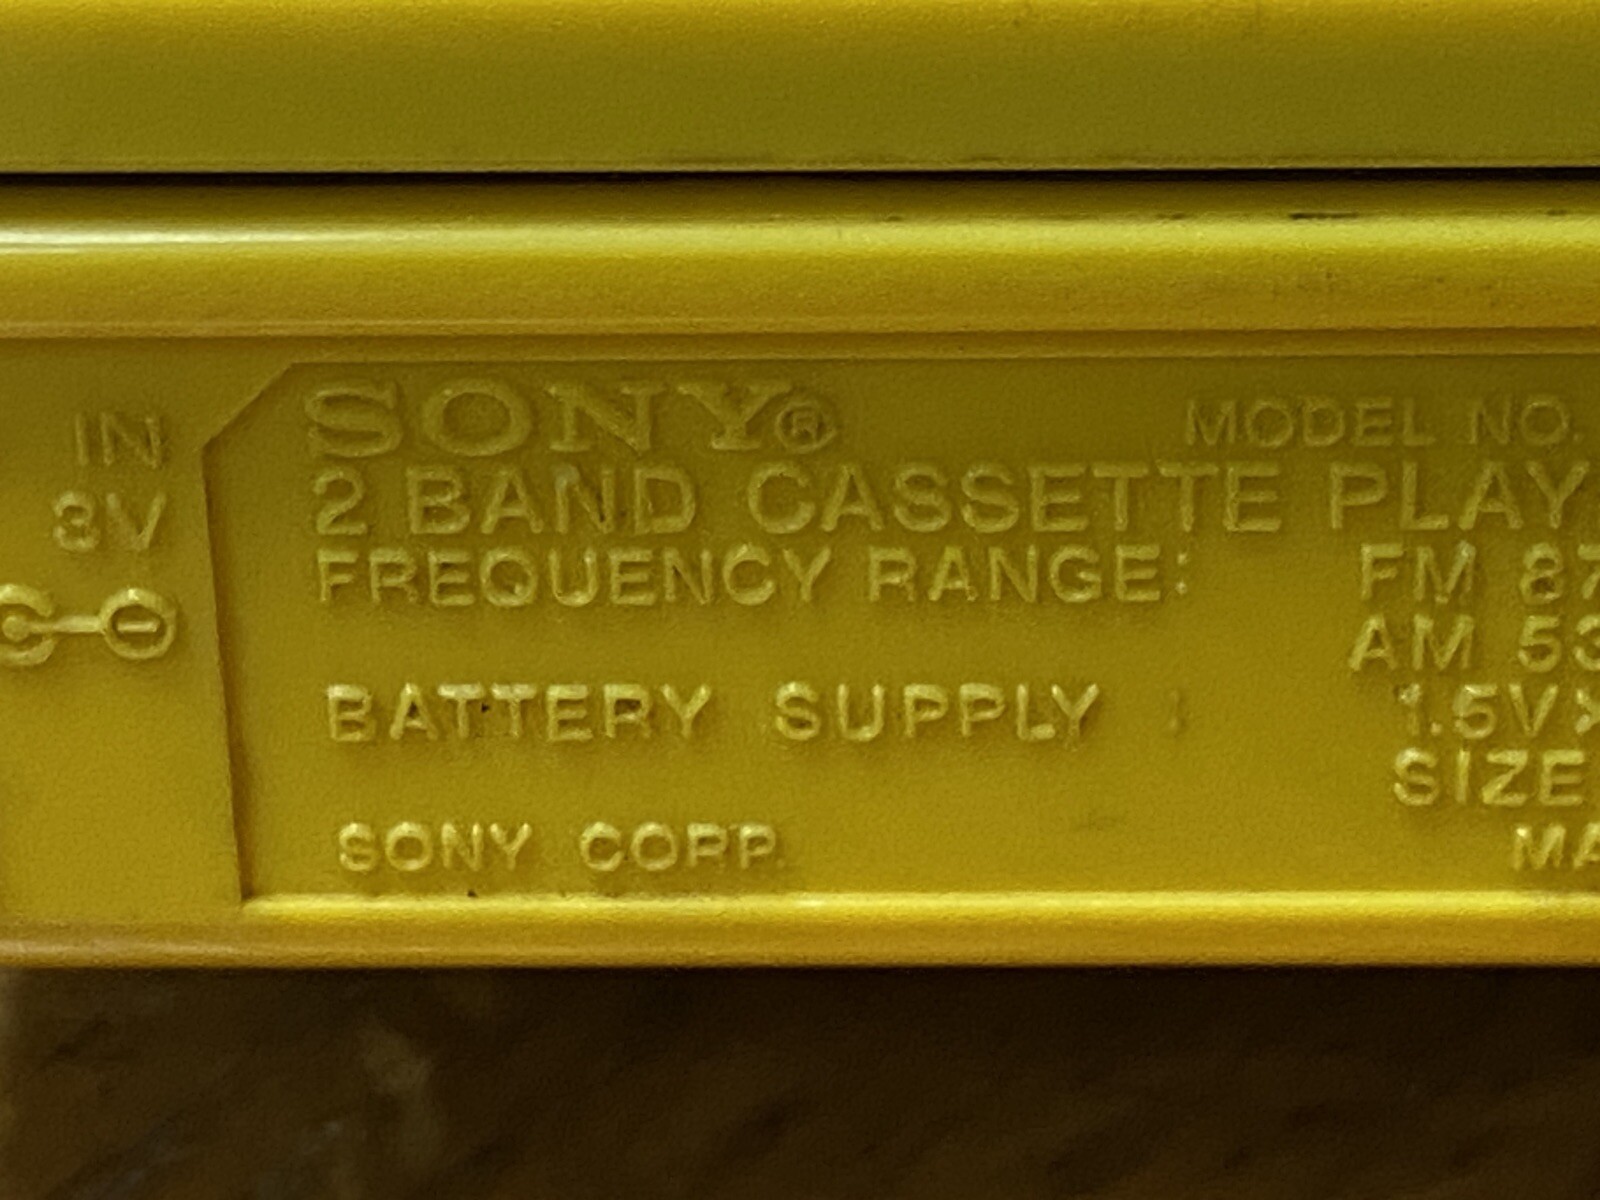 IN
3V
SONY® MODEL NO.
2 BAND CASSETTE PLAY
FREQUENCY RANGE: FM 87
AM 53
BATTERY SUPPLY : 1.5V×
SIZE
SONY CORP. MA